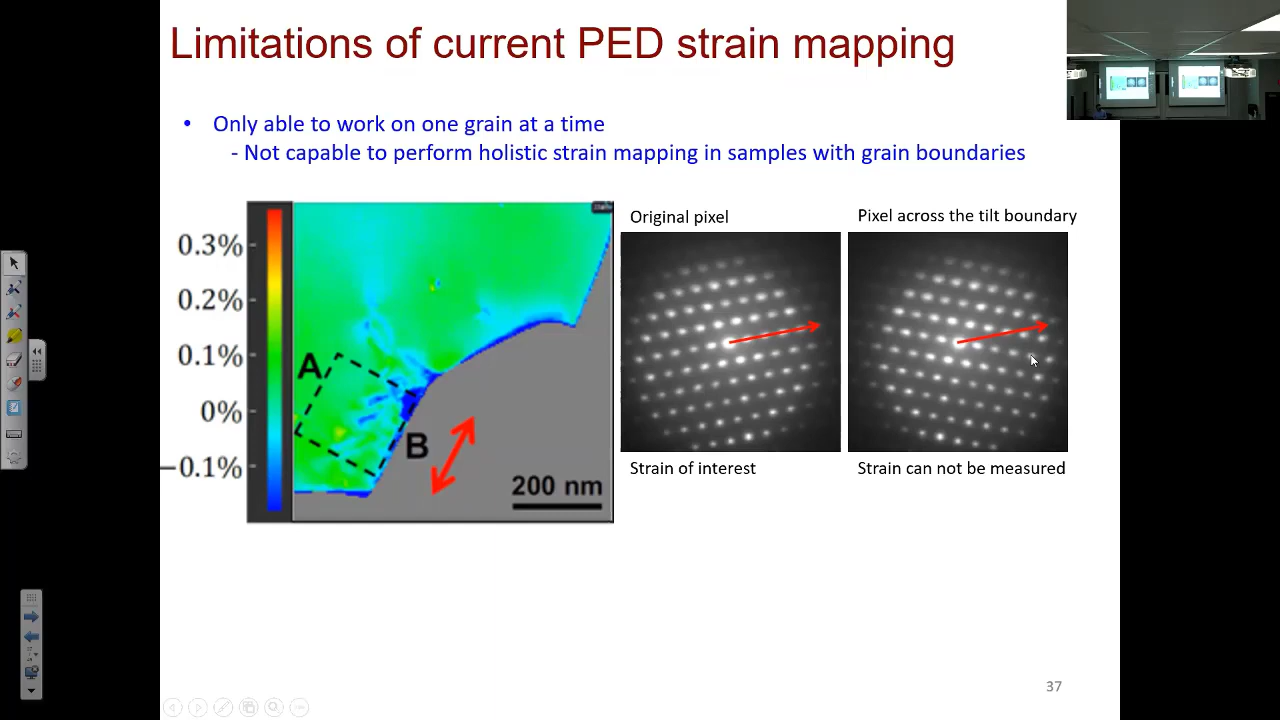 Limitations of current PED strain mapping
• Only able to work on one grain at a time
- Not capable to perform holistic strain mapping in samples with grain boundaries
Original pixel
Pixel across the tilt boundary
0.3%
0.2%
0.1%
0%
−0.1%
A
B
200 nm
Strain of interest
Strain can not be measured
37